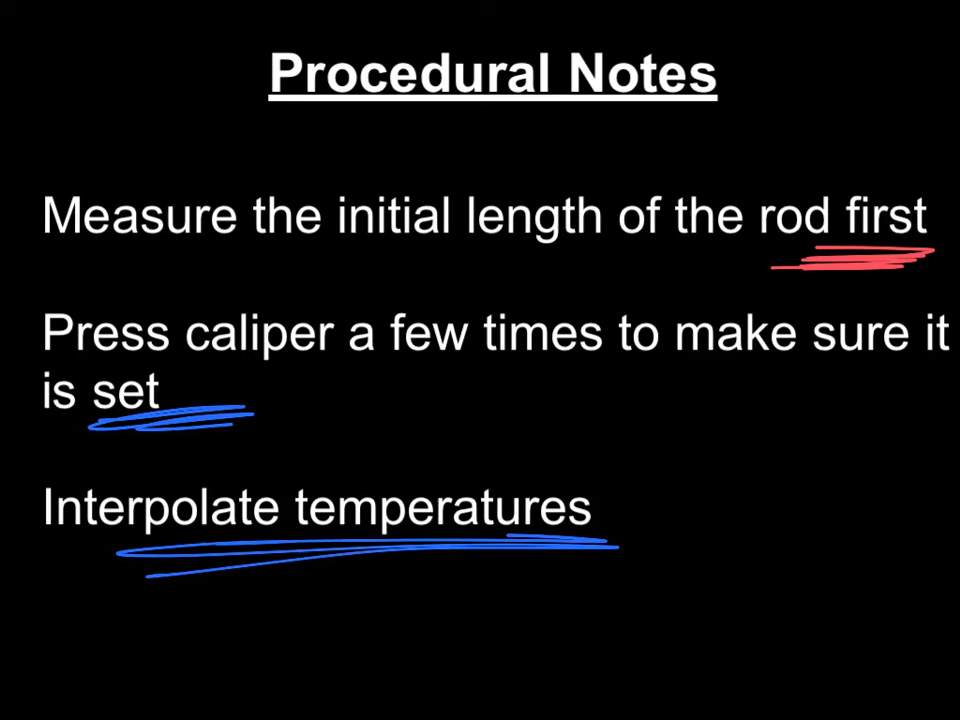 Procedural Notes
Measure the initial length of the rod first
Press caliper a few times to make sure it
is set
Interpolate temperatures